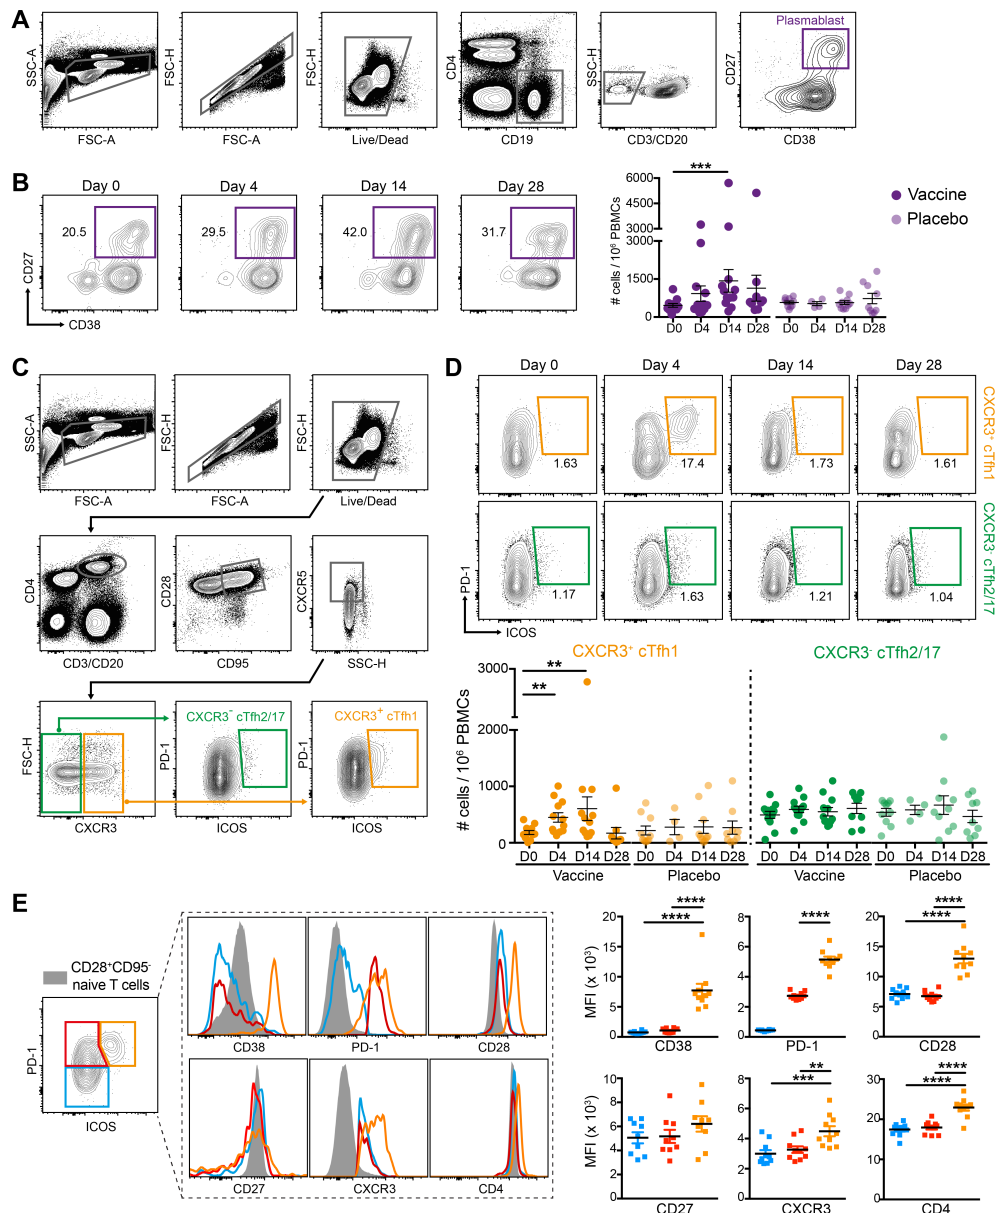 A
SSC-A
FSC-A
FSC-H
FSC-A
FSC-H
Live/Dead
CD4
CD19
SSC-H
CD3/CD20
Plasmablast
CD27
CD38
B
Day 0
Day 4
Day 14
Day 28
20.5
29.5
42.0
31.7
CD27
CD38
***
# cells / 10⁶ PBMCs
6000
4500
3000
3000
1500
0
D0 D4 D14 D28 D0 D4 D14 D28
Vaccine
Placebo
C
SSC-A
FSC-A
FSC-H
FSC-A
FSC-H
Live/Dead
CD4
CD3/CD20
CD28
CD95
CXCR5
SSC-H
FSC-H
CXCR3
CXCR3⁻ cTfh2/17
PD-1
ICOS
CXCR3⁺ cTfh1
PD-1
ICOS
D
Day 0
Day 4
Day 14
Day 28
1.63
17.4
1.73
1.61
CXCR3⁺ cTfh1
1.17
1.63
1.21
1.04
CXCR3⁻ cTfh2/17
PD-1
ICOS
CXCR3⁺ cTfh1
CXCR3⁻ cTfh2/17
**
**
# cells / 10⁶ PBMCs
3000
2000
1000
0
D0 D4 D14 D28 D0 D4 D14 D28 D0 D4 D14 D28 D0 D4 D14 D28
Vaccine
Placebo
Vaccine
Placebo
E
CD28⁺CD95⁻
naive T cells
PD-1
ICOS
CD38
PD-1
CD28
CD27
CXCR3
CD4
MFI (x 10³)
20
15
10
5
0
****
****
CD38
8
6
4
2
0
****
PD-1
20
15
10
5
0
****
****
CD28
MFI (x 10³)
10
8
6
4
2
0
CD27
8
6
4
2
0
**
***
CXCR3
30
20
10
0
****
****
CD4